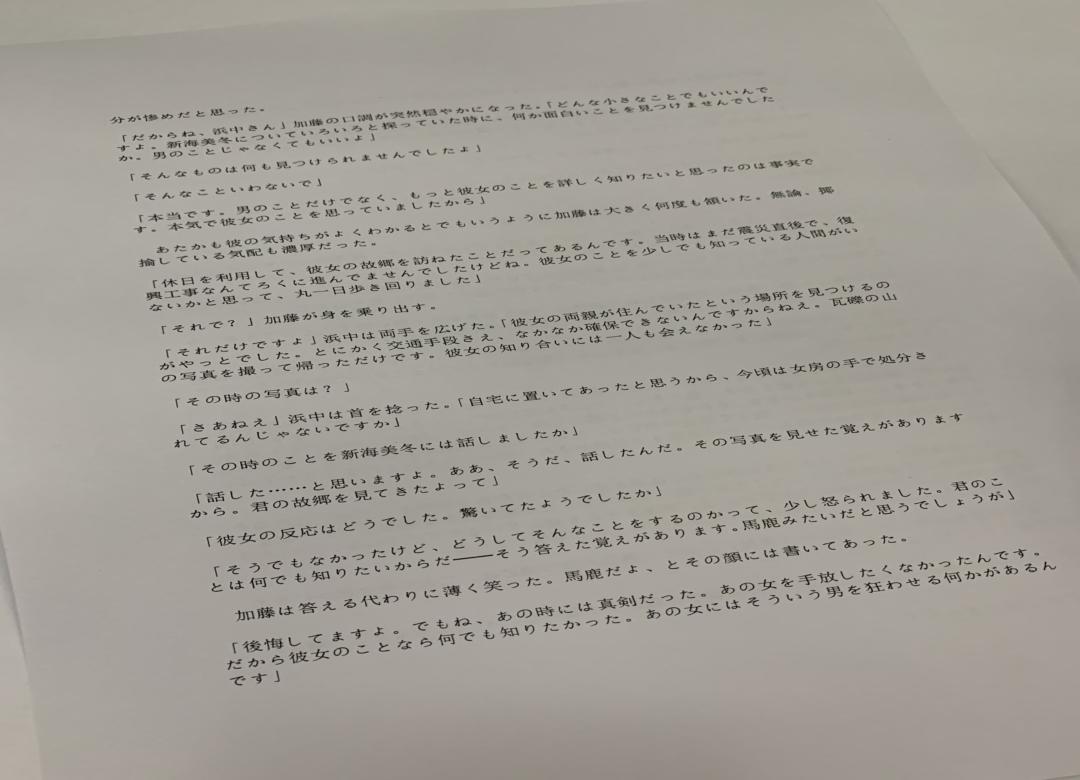 分が惨めだと思った。
「だからね、浜中さん」加藤の口調が突然穏やかになった。「どんな小さなことでもいいんで
すよ。新海美冬についていろいろと探っていた時に、何か面白いことを見つけませんでした
か。男のことじゃなくてもいいよ」
「そんなものは何も見つけられませんでしたよ」
「そんなこといわないで」
「本当です。男のことだけでなく、もっと彼女のことを詳しく知りたいと思ったのは事実で
す。本気で彼女のことを思っていましたから」
あたかも彼の気持ちがよくわかるとでもいうように加藤は大きく何度も頷いた。無論、揶
揄している気配も濃厚だった。
「休日を利用して、彼女の故郷を訪ねたことだってあるんです。当時はまだ震災直後で、復
興工事なんてろくに進んでませんでしたけどね。彼女のことを少しでも知っている人間がい
ないかと思って、丸一日歩き回りました」
「それで?」加藤が身を乗り出す。
「それだけですよ」浜中は両手を広げた。「彼女の両親が住んでいたという場所を見つけるの
がやっとでした。とにかく交通手段さえ、なかなか確保できないんですからねえ。瓦礫の山
の写真を撮って帰っただけです。彼女の知り合いには一人も会えなかった」
「その時の写真は?」
「さあねえ」浜中は首を捻った。「自宅に置いてあったと思うから、今頃は女房の手で処分さ
れてるんじゃないですか」
「その時のことを新海美冬には話しましたか」
「話した……と思いますよ。ああ、そうだ、話したんだ。その写真を見せた覚えがあります
から。君の故郷を見てきたよって」
「彼女の反応はどうでした。驚いてたようでしたか」
「そうでもなかったけど、どうしてそんなことをするのかって、少し怒られました。君のこ
とは何でも知りたいからだ――そう答えた覚えがあります。馬鹿みたいだと思うでしょうが」
加藤は答える代わりに薄く笑った。馬鹿だよ、とその顔には書いてあった。
「後悔してますよ。でもね、あの時には真剣だった。あの女を手放したくなかったんです。
だから彼女のことなら何でも知りたかった。あの女にはそういう男を狂わせる何かがあるん
です」